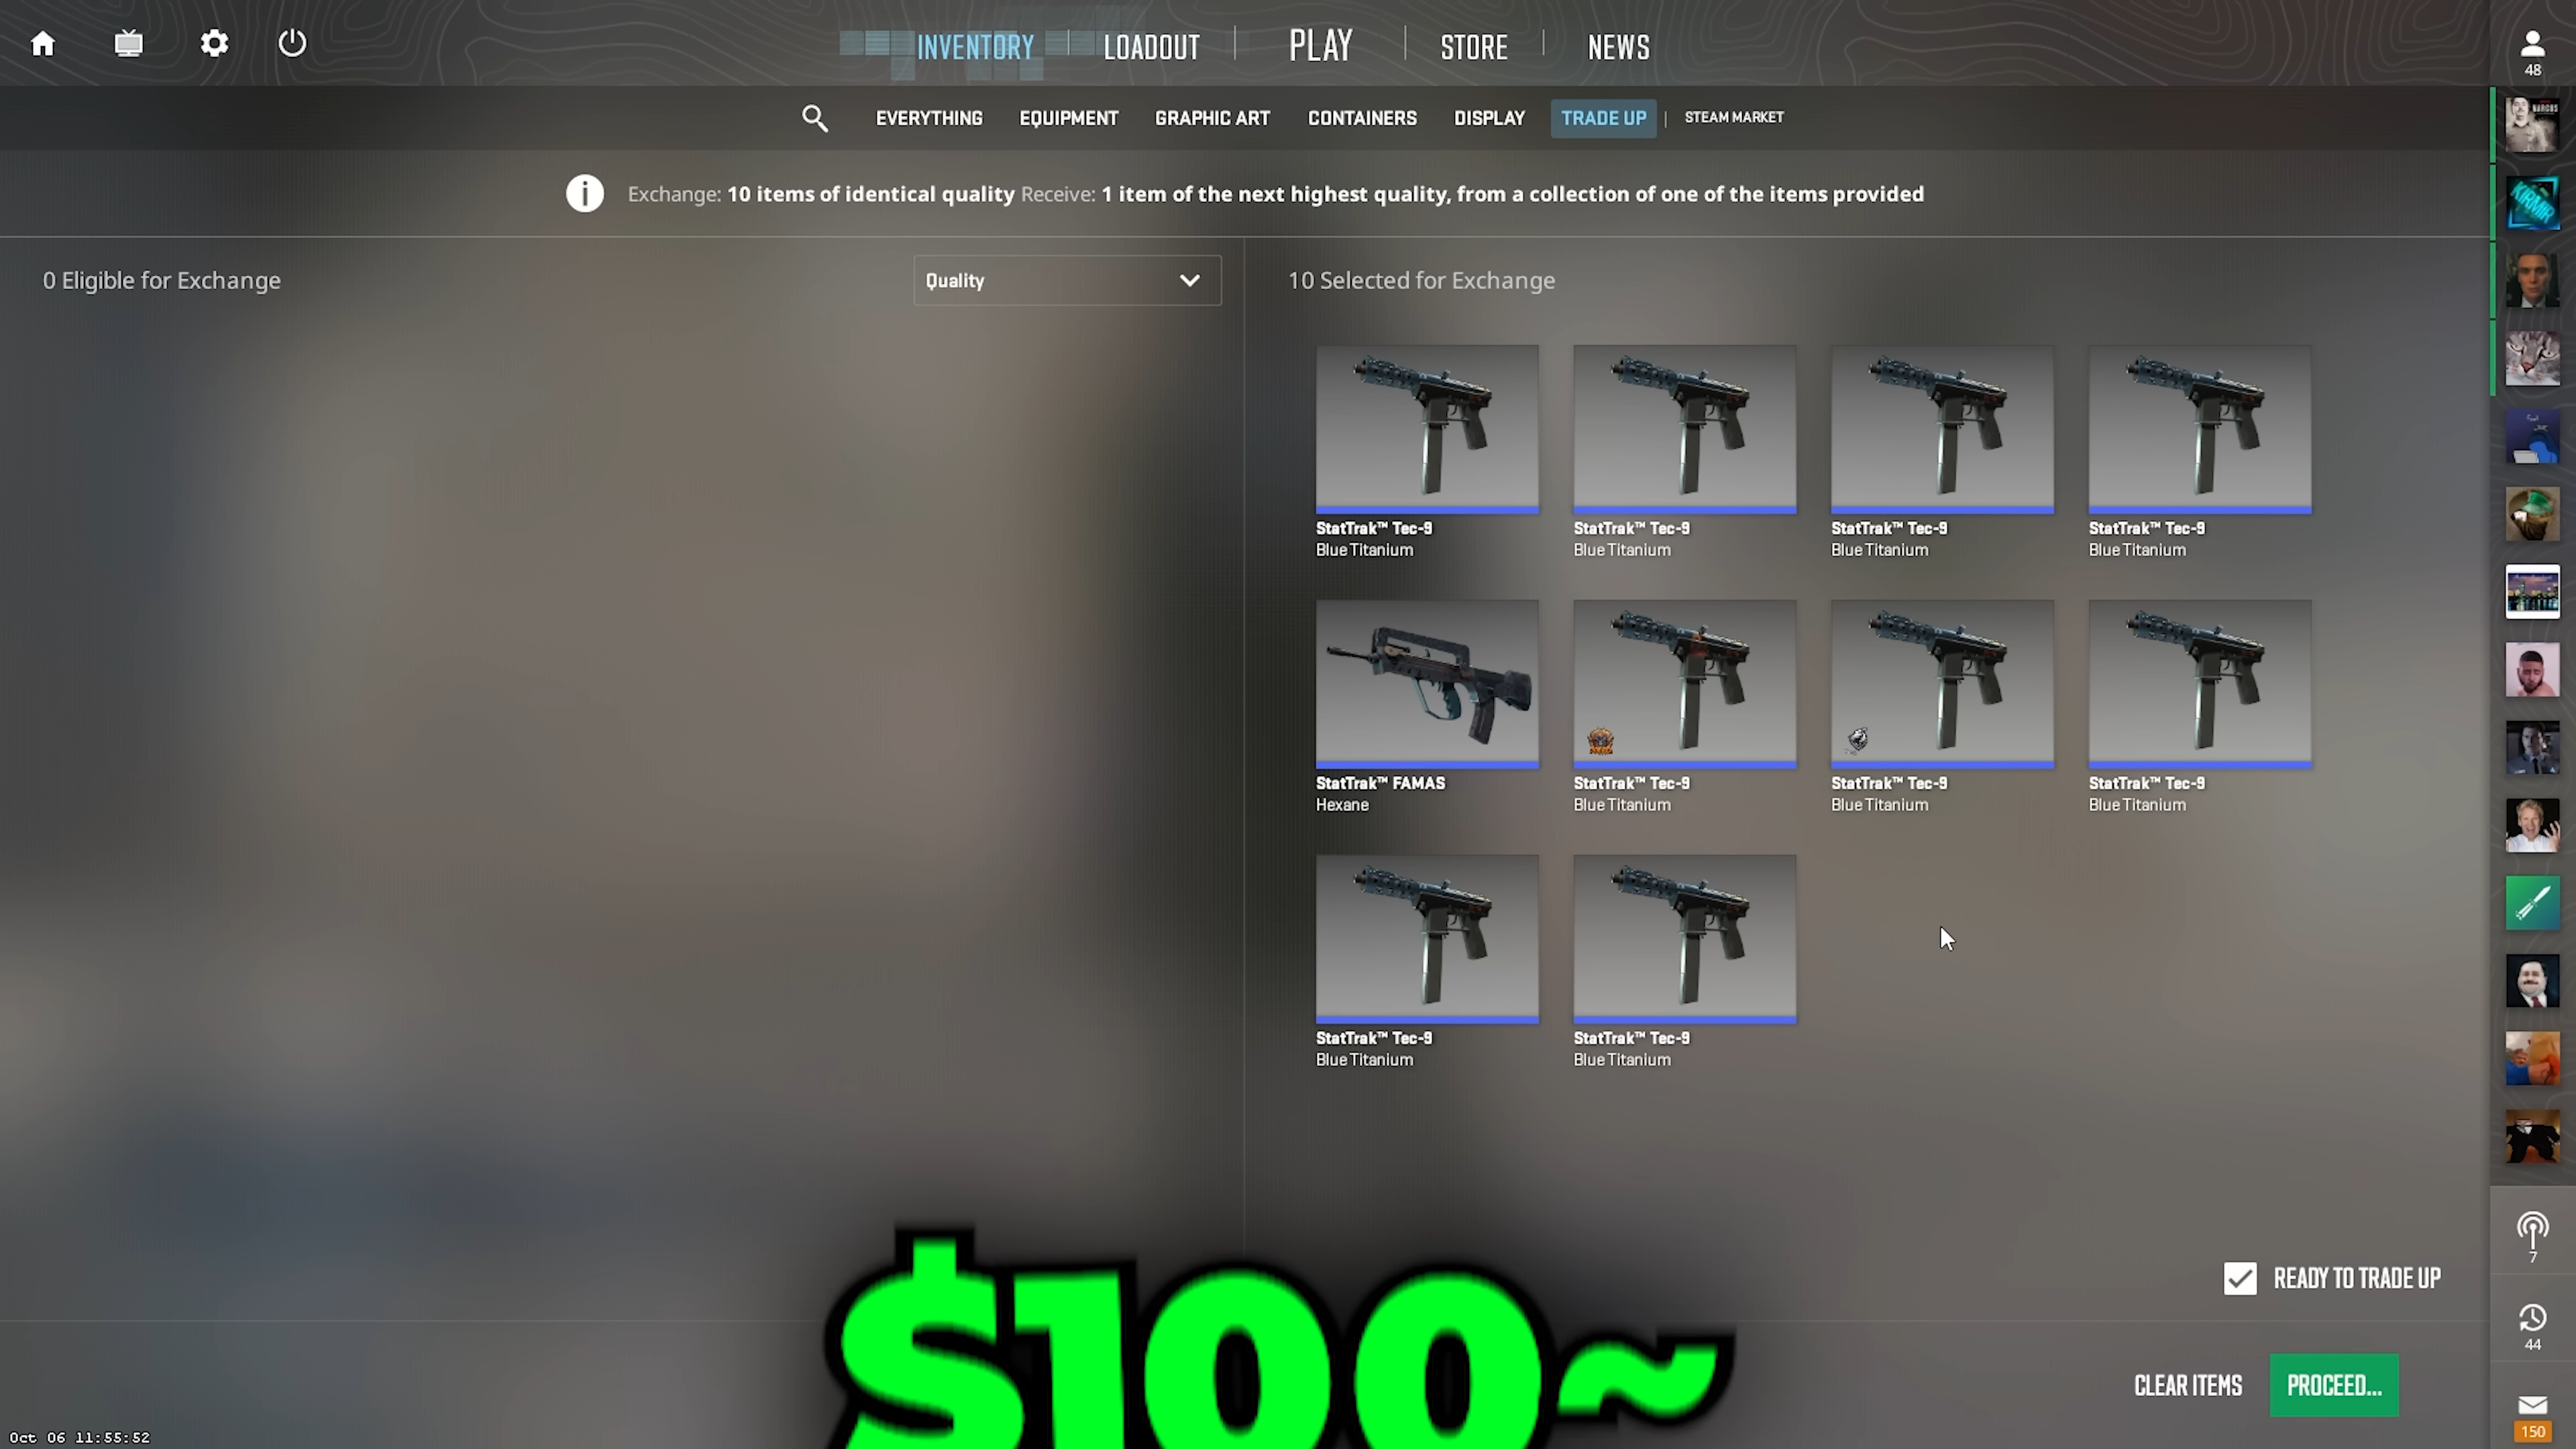 INVENTORY
LOADOUT
PLAY
STORE
NEWS
48
EVERYTHING
EQUIPMENT
GRAPHIC ART
CONTAINERS
DISPLAY
TRADE UP
STEAM MARKET
Exchange: 10 items of identical quality Receive: 1 item of the next highest quality, from a collection of one of the items provided
0 Eligible for Exchange
Quality
10 Selected for Exchange
StatTrak™ Tec-9
Blue Titanium
StatTrak™ Tec-9
Blue Titanium
StatTrak™ Tec-9
Blue Titanium
StatTrak™ Tec-9
Blue Titanium
StatTrak™ FAMAS
Hexane
StatTrak™ Tec-9
Blue Titanium
StatTrak™ Tec-9
Blue Titanium
StatTrak™ Tec-9
Blue Titanium
StatTrak™ Tec-9
Blue Titanium
StatTrak™ Tec-9
Blue Titanium
NARCOS
KIRMIR
7
READY TO TRADE UP
44
$100~
CLEAR ITEMS
PROCEED...
150
Oct 06 11:55:52